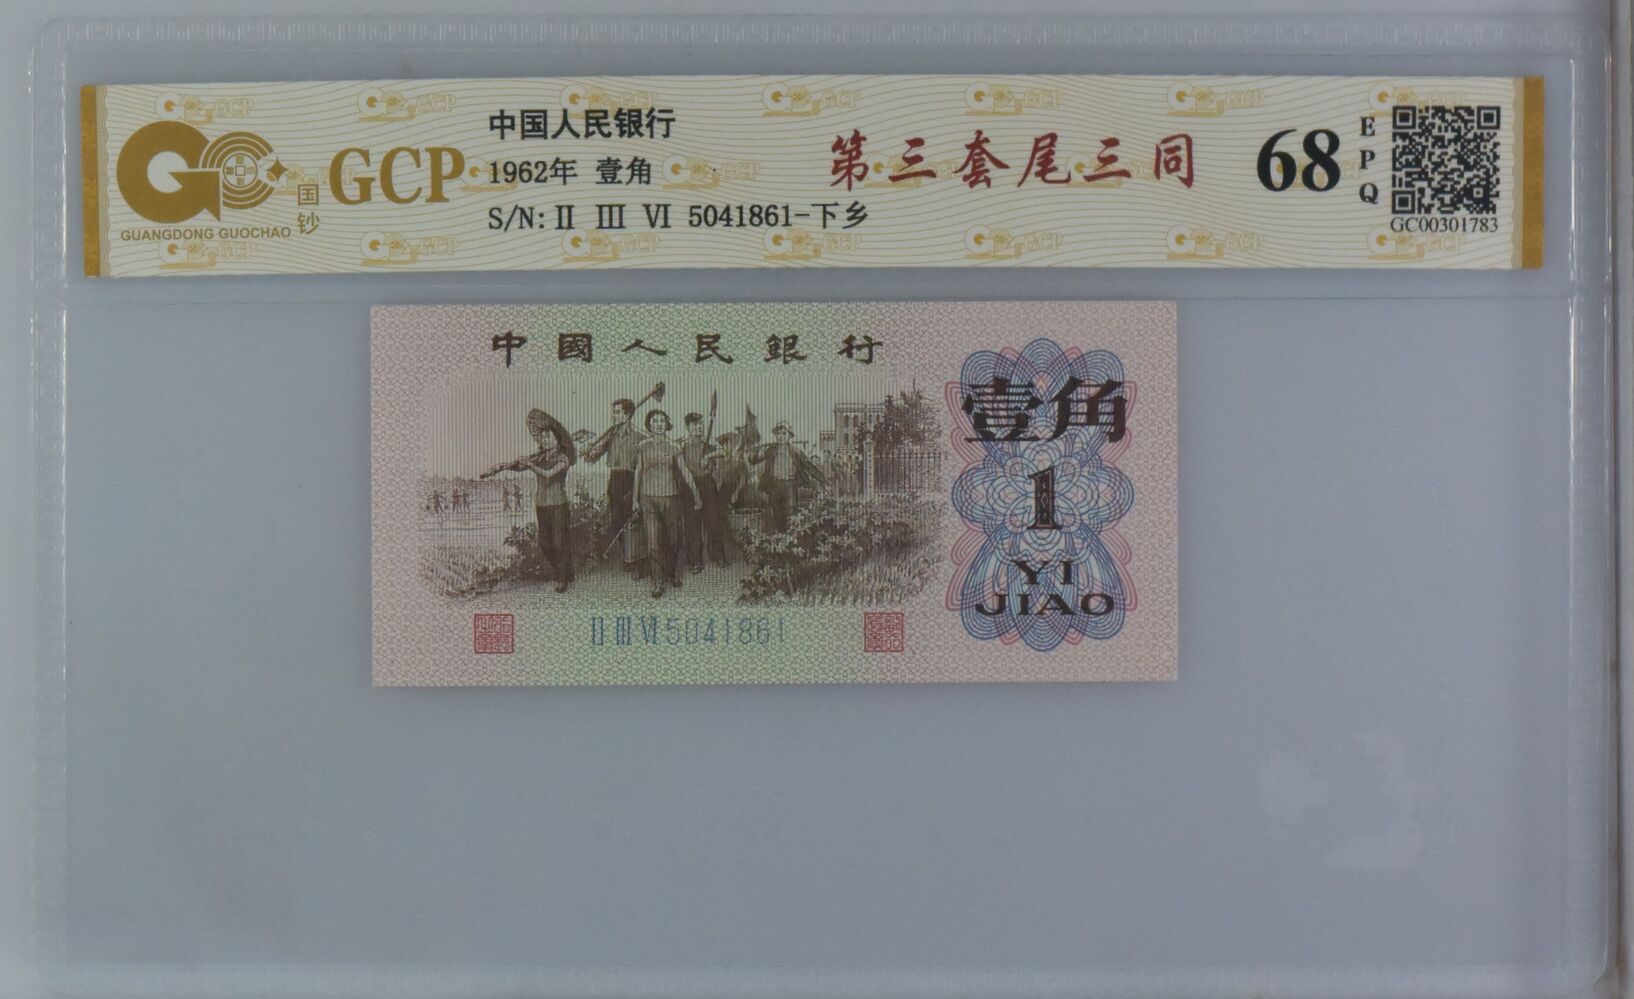 GUANGDONG GUOCHAO
国钞
GCP
中国人民银行
1962年 壹角
S/N: II III VI 5041861-下乡
第三套尾三同
68
EPQ
GC00301783
中國人民銀行
壹角
1
YI
JIAO
II III VI 5041861